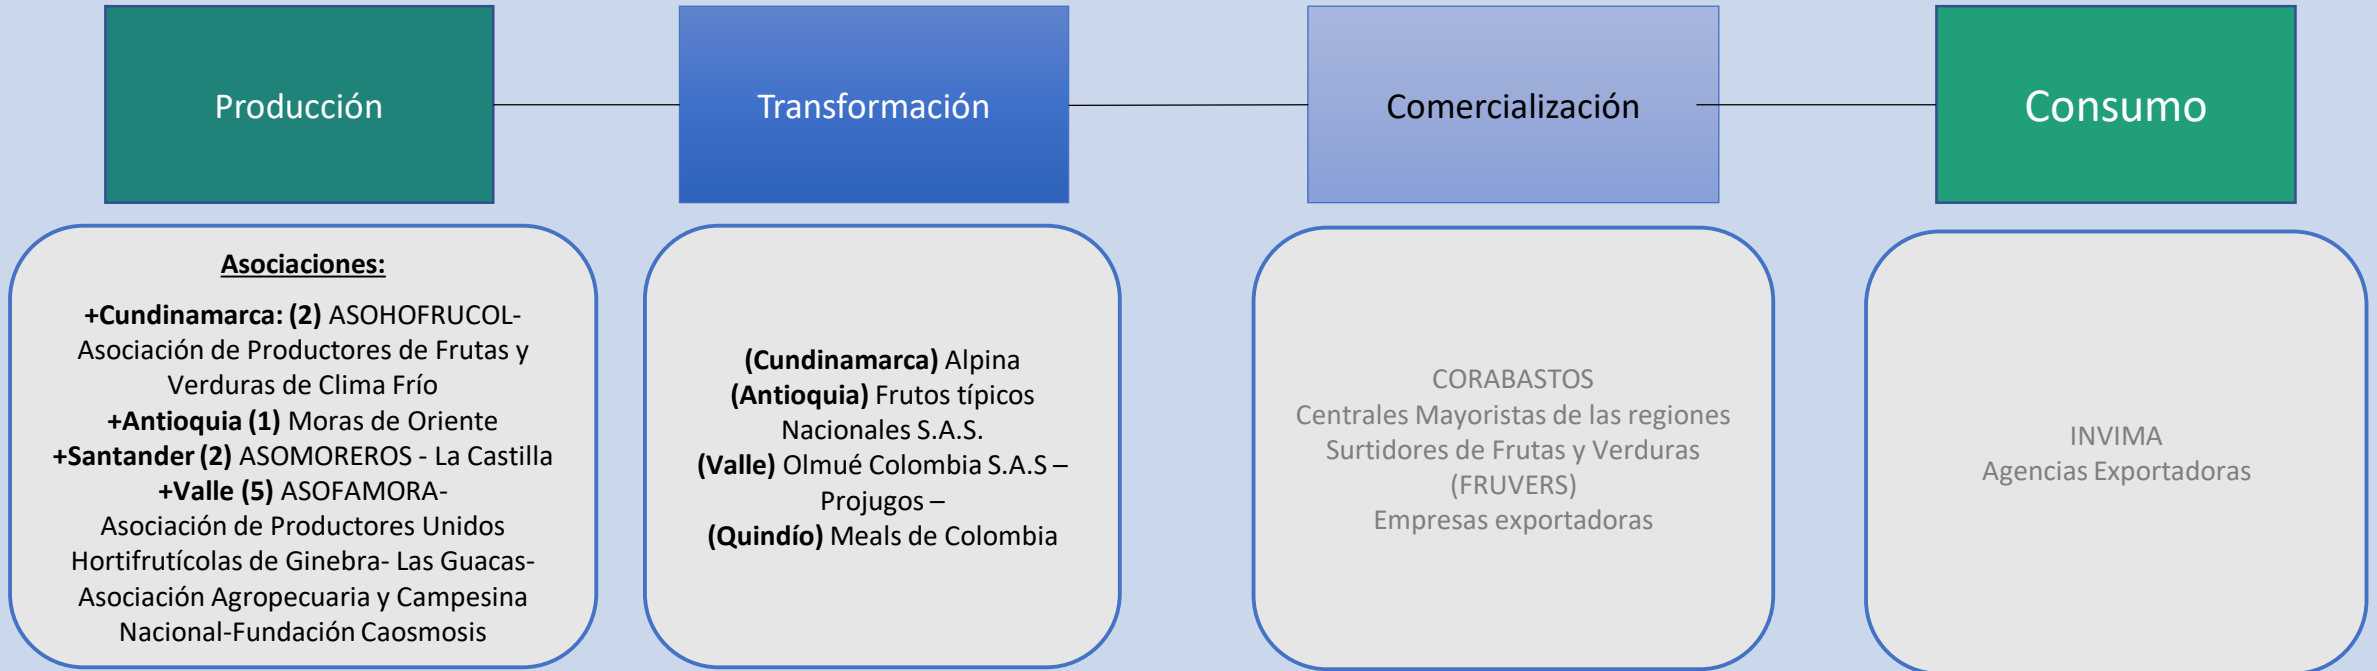 Producción
Transformación
Comercialización
Consumo
Asociaciones:
+Cundinamarca: (2) ASOHOFRUCOL-
Asociación de Productores de Frutas y
Verduras de Clima Frío
+Antioquia (1) Moras de Oriente
+Santander (2) ASOMOREROS - La Castilla
+Valle (5) ASOFAMORA-
Asociación de Productores Unidos
Hortifrutícolas de Ginebra- Las Guacas-
Asociación Agropecuaria y Campesina
Nacional-Fundación Caosmosis
(Cundinamarca) Alpina
(Antioquia) Frutos típicos
Nacionales S.A.S.
(Valle) Olmué Colombia S.A.S –
Projugos –
(Quindío) Meals de Colombia
CORABASTOS
Centrales Mayoristas de las regiones
Surtidores de Frutas y Verduras
(FRUVERS)
Empresas exportadoras
INVIMA
Agencias Exportadoras